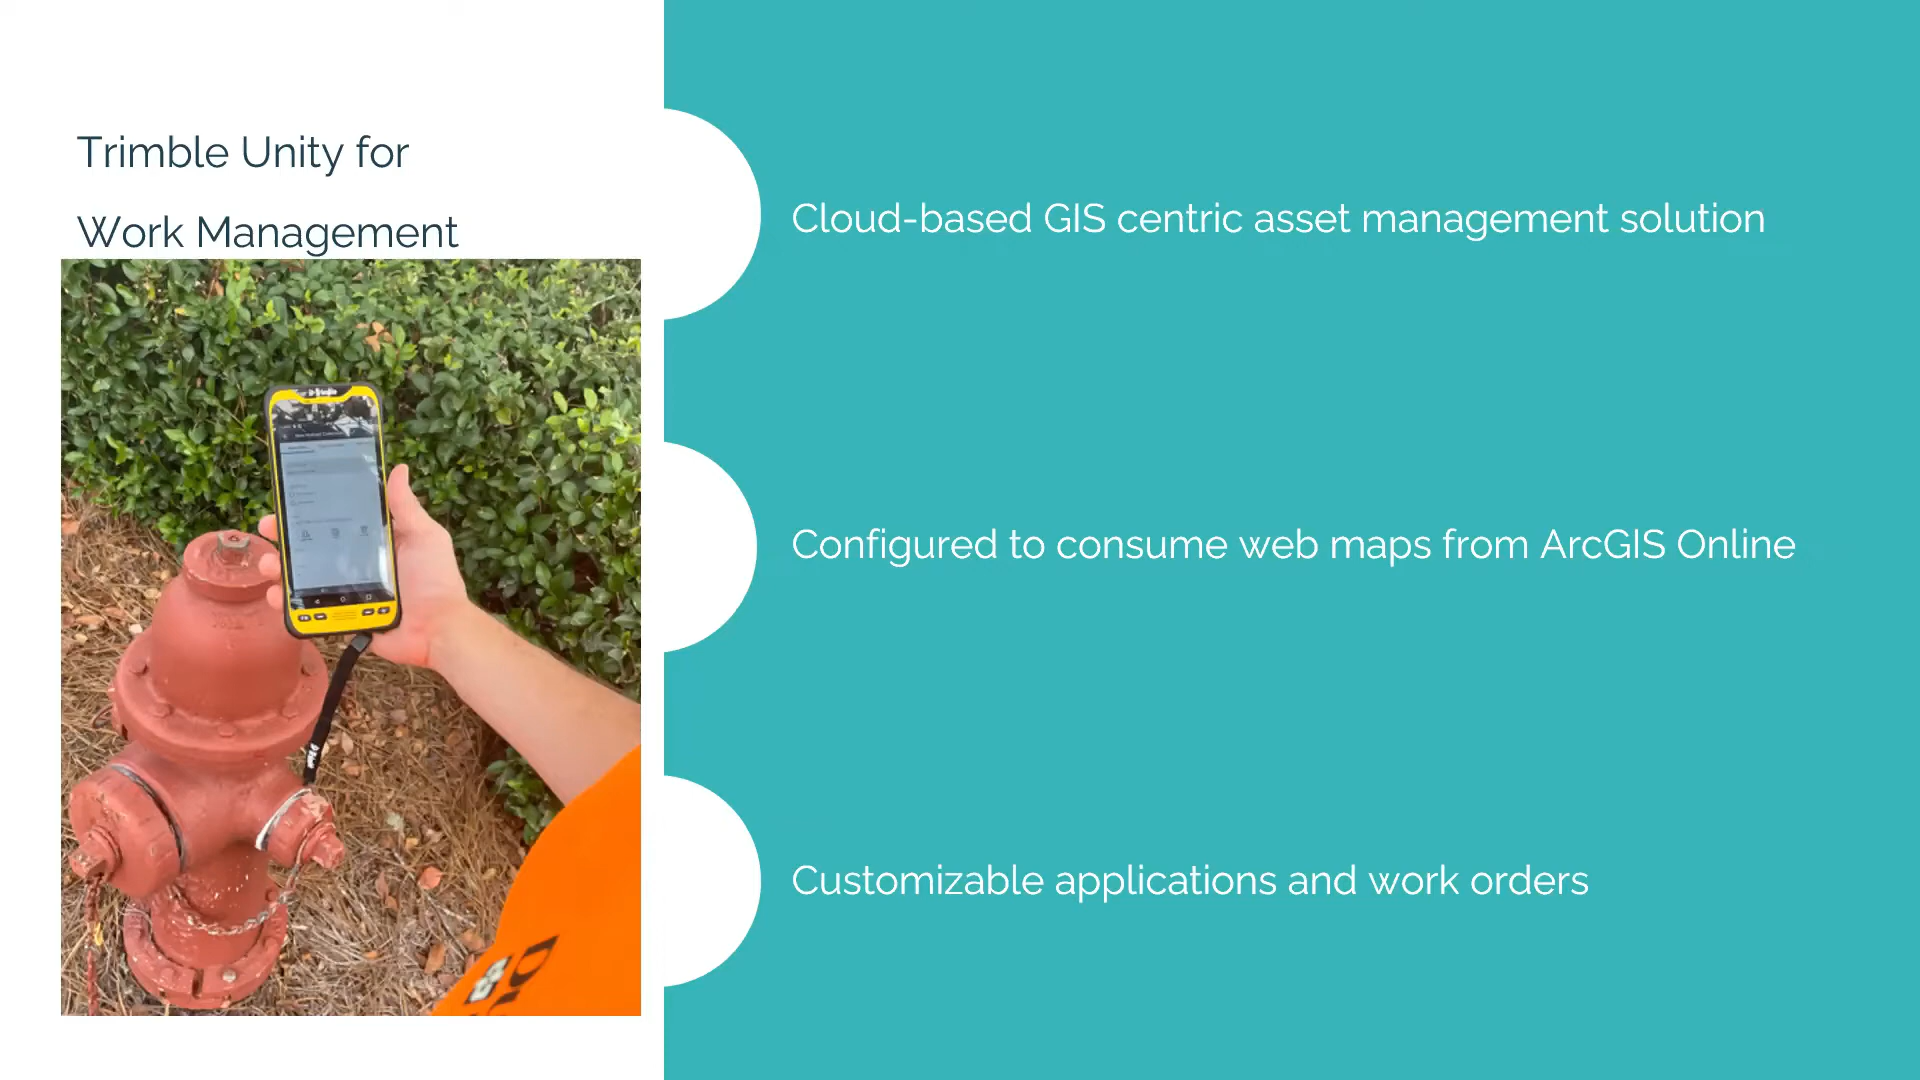 Trimble Unity for
Work Management
Cloud-based GIS centric asset management solution
Configured to consume web maps from ArcGIS Online
Customizable applications and work orders